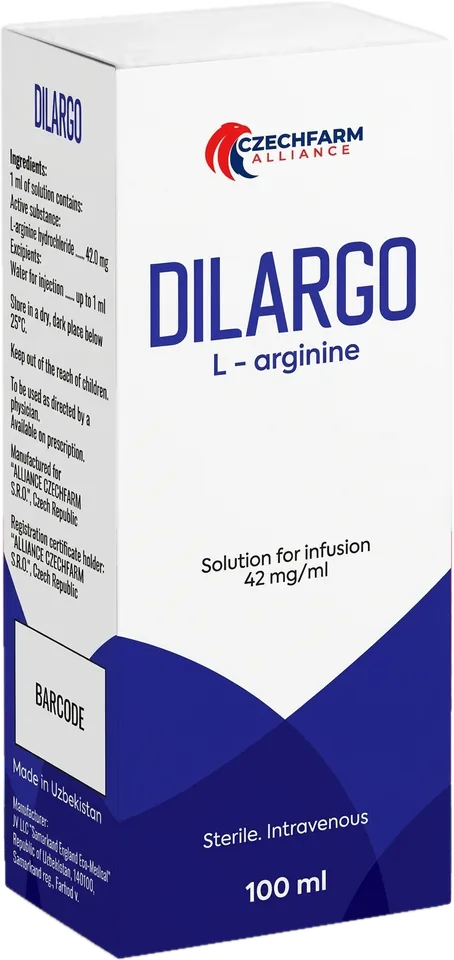 DILARGO
Ingredients:
1 ml of solution contains:
Active substance:
L-arginine hydrochloride ..... 42.0 mg
Excipients:
Water for injection ..... up to 1 ml
Store in a dry, dark place below
25°C.
Keep out of the reach of children.
To be used as directed by a
physician.
Available on prescription.
Manufactured for
"ALLIANCE CZECHFARM
S.R.O.", Czech Republic
Registration certificate holder:
"ALLIANCE CZECHFARM
S.R.O.", Czech Republic
BARCODE
Made in Uzbekistan
Manufacturer:
JV LLC "Samarkand England Eco-Medical"
Republic of Uzbekistan, 140100,
Samarkand reg., Farhod v.
CZECHFARM
ALLIANCE
DILARGO
L - arginine
Solution for infusion
42 mg/ml
Sterile. Intravenous
100 ml